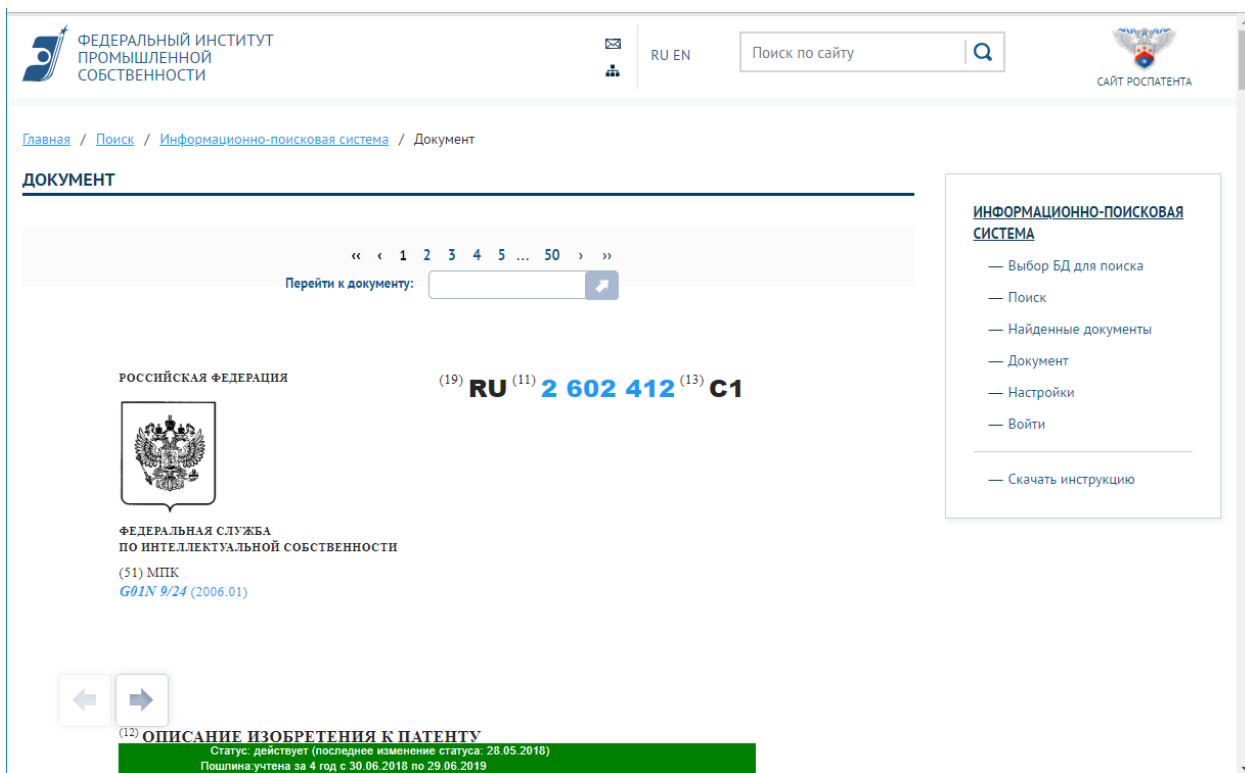 ФЕДЕРАЛЬНЫЙ ИНСТИТУТ
ПРОМЫШЛЕННОЙ
СОБСТВЕННОСТИ
RU EN
Поиск по сайту
САЙТ РОСПАТЕНТА
Главная / Поиск / Информационно-поисковая система / Документ
ДОКУМЕНТ
‹‹ ‹ 1 2 3 4 5 ... 50 › ››
Перейти к документу:
РОССИЙСКАЯ ФЕДЕРАЦИЯ
(19) RU (11) 2 602 412 (13) C1
ФЕДЕРАЛЬНАЯ СЛУЖБА
ПО ИНТЕЛЛЕКТУАЛЬНОЙ СОБСТВЕННОСТИ
(51) МПК
G01N 9/24 (2006.01)
(12) ОПИСАНИЕ ИЗОБРЕТЕНИЯ К ПАТЕНТУ
Статус: действует (последнее изменение статуса: 28.05.2018)
Пошлина:учтена за 4 год с 30.06.2018 по 29.06.2019
ИНФОРМАЦИОННО-ПОИСКОВАЯ
СИСТЕМА
— Выбор БД для поиска
— Поиск
— Найденные документы
— Документ
— Настройки
— Войти
— Скачать инструкцию